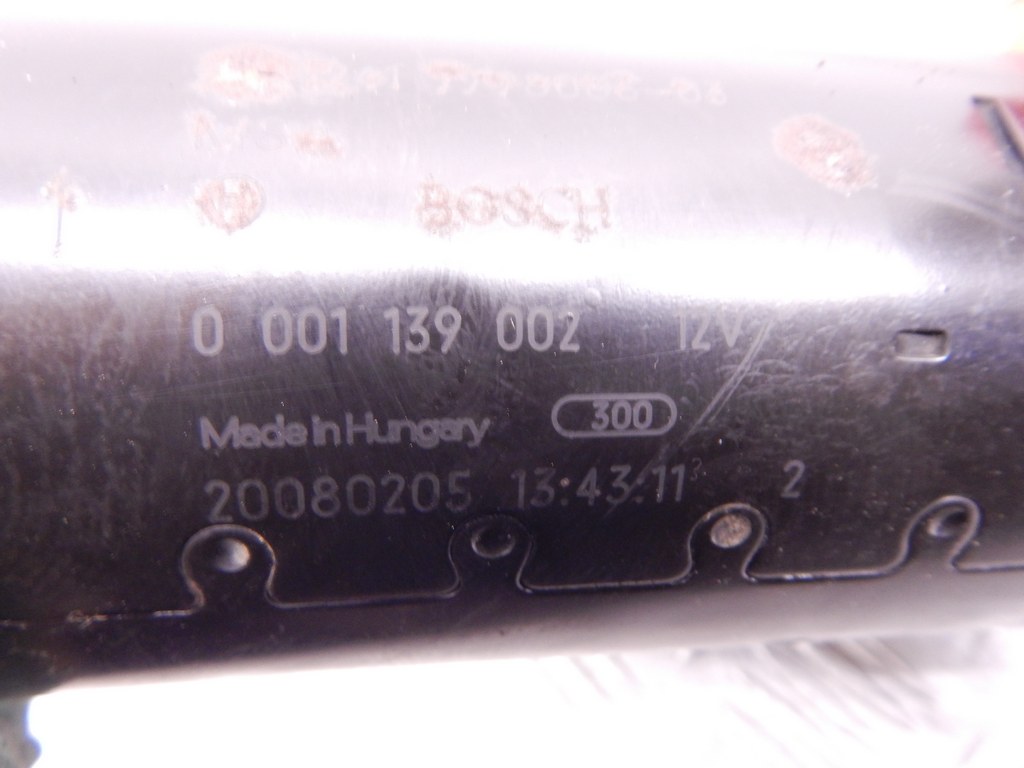 BOSCH
0 001 139 002 12V
Made in Hungary 300
20080205 13:43:11 2